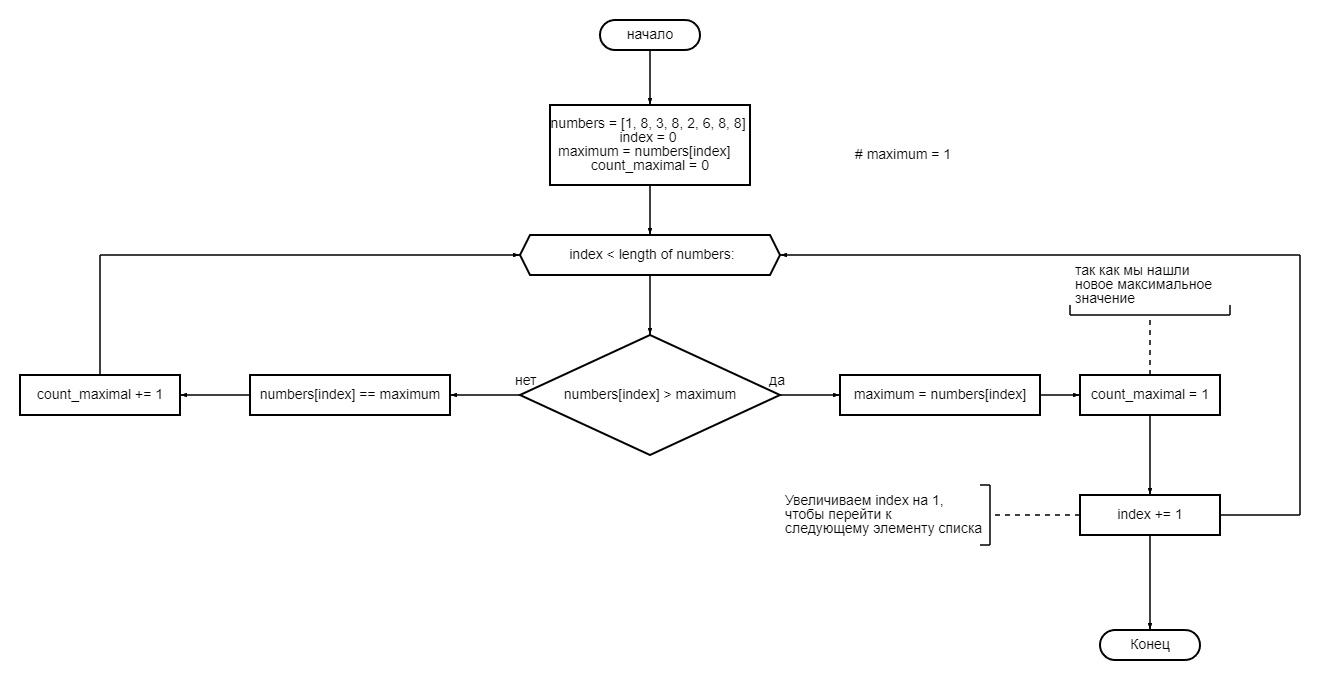 начало
numbers = [1, 8, 3, 8, 2, 6, 8, 8]
index = 0
maximum = numbers[index]
count_maximal = 0
# maximum = 1
index < length of numbers:
так как мы нашли
новое максимальное
значение
нет
да
count_maximal += 1
numbers[index] == maximum
numbers[index] > maximum
maximum = numbers[index]
count_maximal = 1
Увеличиваем index на 1,
чтобы перейти к
следующему элементу списка
index += 1
Конец